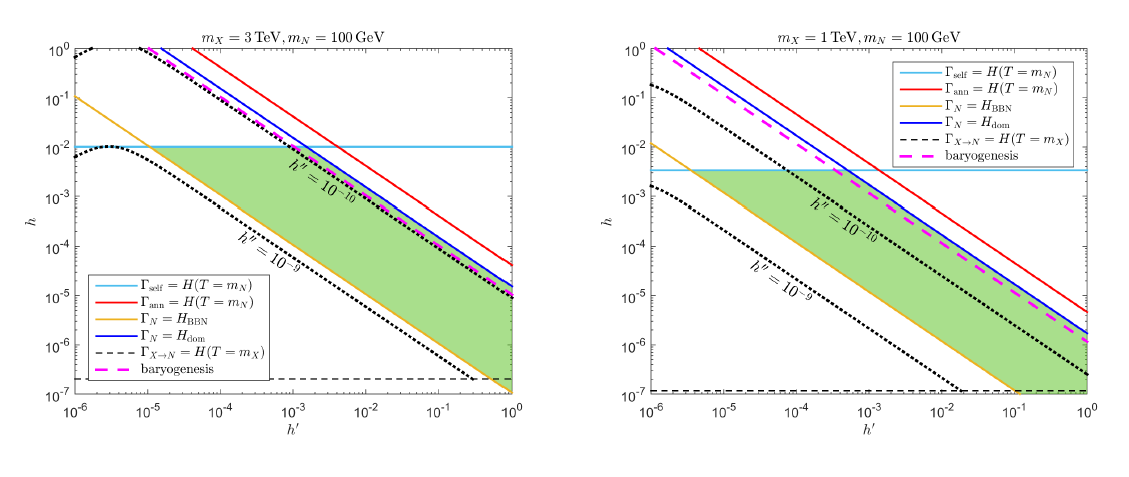 m_X = 3 TeV, m_N = 100 GeV
10^0
10^-1
10^-2
10^-3
10^-4
10^-5
10^-6
10^-7
h
h'' = 10^-10
h'' = 10^-9
Γ_self = H(T = m_N)
Γ_ann = H(T = m_N)
Γ_N = H_BBN
Γ_N = H_dom
Γ_X→N = H(T = m_X)
baryogenesis
10^-6 10^-5 10^-4 10^-3 10^-2 10^-1 10^0
h'
m_X = 1 TeV, m_N = 100 GeV
10^0
10^-1
10^-2
10^-3
10^-4
10^-5
10^-6
10^-7
h
Γ_self = H(T = m_N)
Γ_ann = H(T = m_N)
Γ_N = H_BBN
Γ_N = H_dom
Γ_X→N = H(T = m_X)
baryogenesis
h'' = 10^-10
h'' = 10^-9
10^-6 10^-5 10^-4 10^-3 10^-2 10^-1 10^0
h'